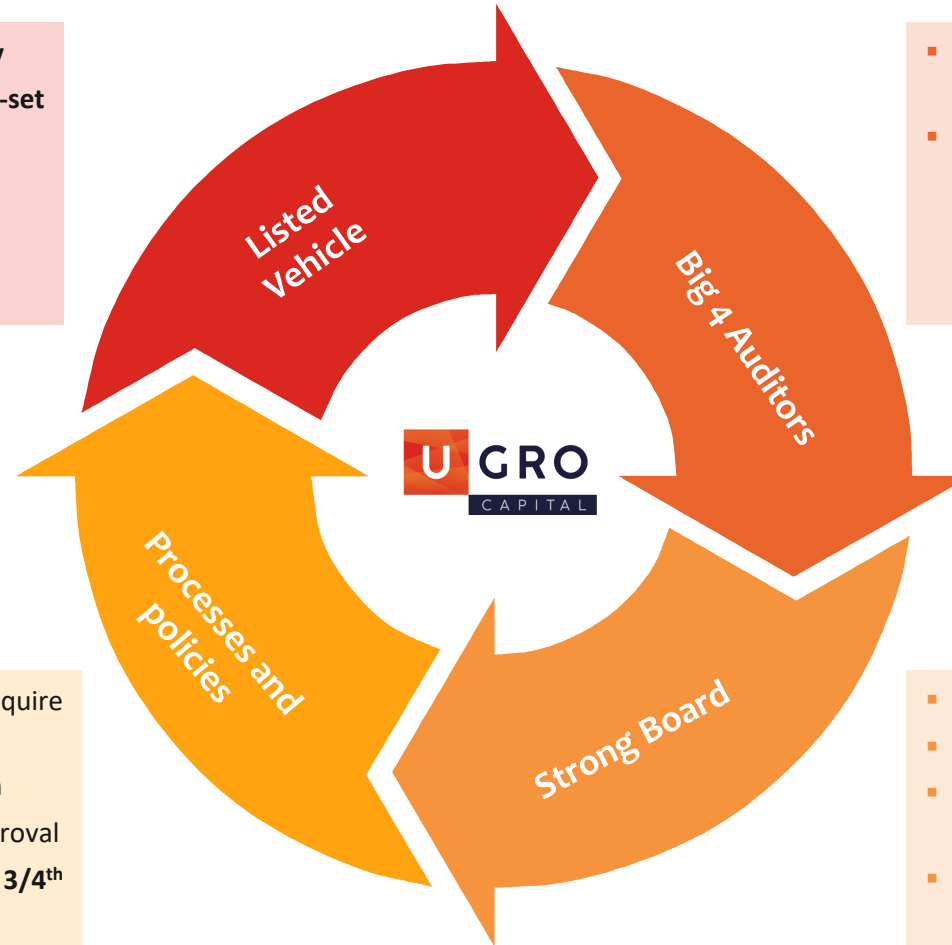 -set
Listed
Vehicle
Big 4 Auditors
U GRO
CAPITAL
Processes and
policies
Strong Board
quire
roval
3/4th